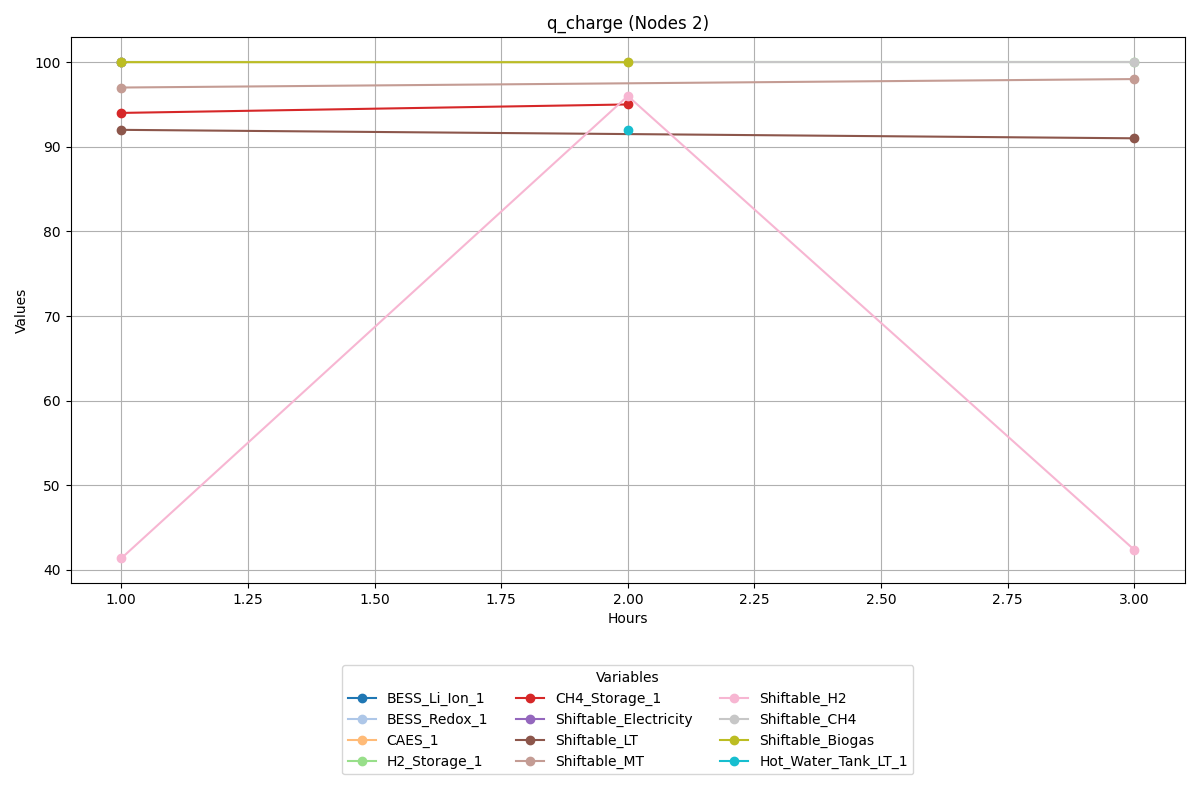 q_charge (Nodes 2)
100
90
80
70
60
50
40
Values
1.00 1.25 1.50 1.75 2.00 2.25 2.50 2.75 3.00
Hours
Variables
BESS_Li_Ion_1 CH4_Storage_1 Shiftable_H2
BESS_Redox_1 Shiftable_Electricity Shiftable_CH4
CAES_1 Shiftable_LT Shiftable_Biogas
H2_Storage_1 Shiftable_MT Hot_Water_Tank_LT_1